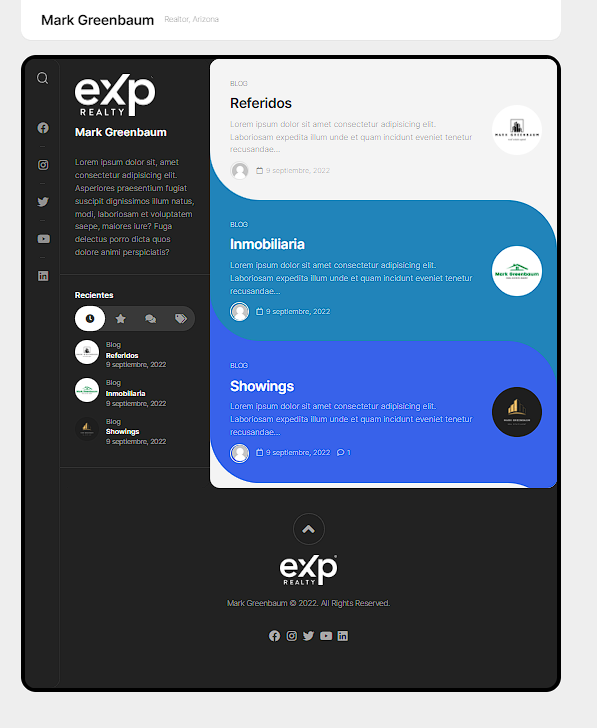 Mark Greenbaum
Realtor, Arizona
exp
REALTY
Mark Greenbaum
Lorem ipsum dolor sit, amet
consectetur adipisicing elit.
Asperiores praesentium fugiat
suscipit dignissimos illum natus,
modi, laboriosam et voluptatem
saepe, maiores iure? Fuga
delectus porro dicta quos
dolore animi perspiciatis?
Recientes
Blog
Referidos
9 septiembre, 2022
Blog
Inmobiliaria
9 septiembre, 2022
Blog
Showings
9 septiembre, 2022
BLOG
Referidos
Lorem ipsum dolor sit amet consectetur adipisicing elit.
Laboriosam expedita illum unde et quam incidunt eveniet tenetur
recusandae...
9 septiembre, 2022
MARK GREENBAUM
BLOG
Inmobiliaria
Lorem ipsum dolor sit amet consectetur adipisicing elit.
Laboriosam expedita illum unde et quam incidunt eveniet tenetur
recusandae...
9 septiembre, 2022
Mark Greenbaum
BLOG
Showings
Lorem ipsum dolor sit amet consectetur adipisicing elit.
Laboriosam expedita illum unde et quam incidunt eveniet tenetur
recusandae...
9 septiembre, 2022 1
MARK GREENBAUM
exp
REALTY
Mark Greenbaum © 2022. All Rights Reserved.